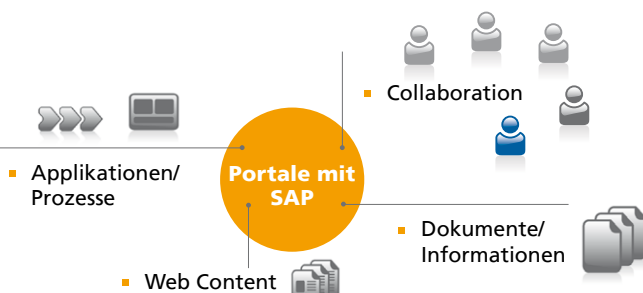 Collaboration
Applikationen/
Prozesse
Portale mit
SAP
Dokumente/
Informationen
Web Content